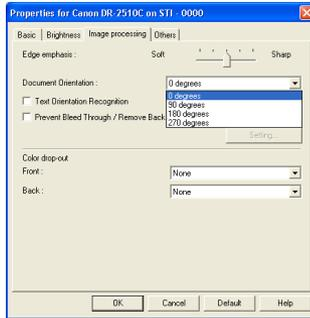 Properties for Canon DR-2510C on STI - 0000
Basic Brightness Image processing Others
Edge emphasis: Soft Sharp
Document Orientation : 0 degrees
0 degrees
Text Orientation Recognition 90 degrees
180 degrees
Prevent Bleed Through / Remove Back 270 degrees
Setting...
Color drop-out
Front : None
Back : None
OK Cancel Default Help